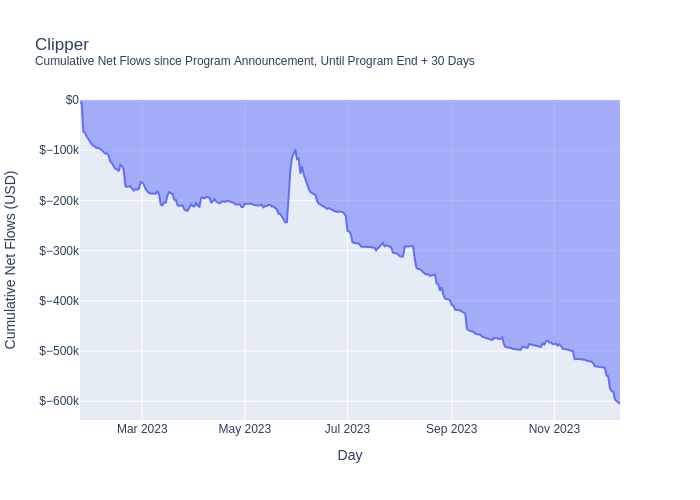 Clipper
Cumulative Net Flows since Program Announcement, Until Program End + 30 Days
Cumulative Net Flows (USD)
$0
$−100k
$−200k
$−300k
$−400k
$−500k
$−600k
Mar 2023
May 2023
Jul 2023
Sep 2023
Nov 2023
Day